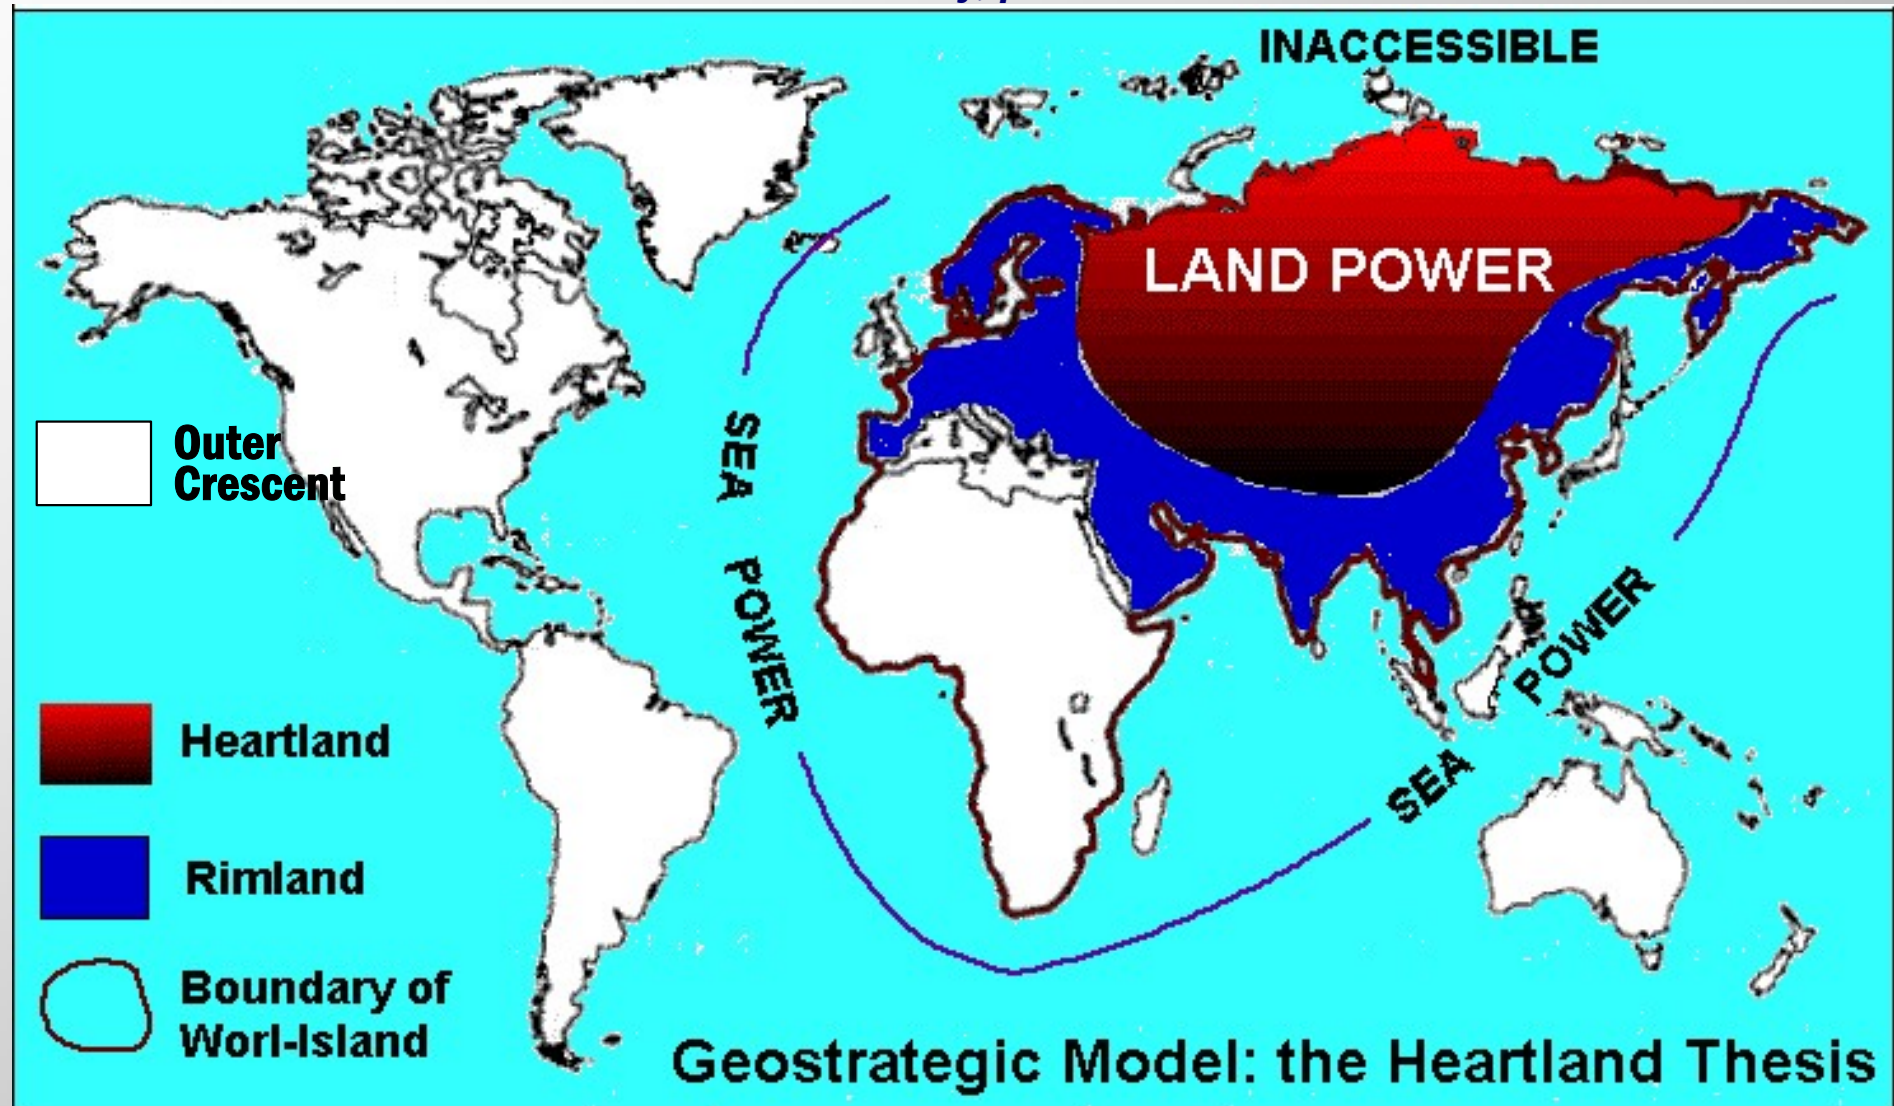 INACCESSIBLE
LAND POWER
SEA POWER
SEA POWER
Outer
Crescent
Heartland
Rimland
Boundary of
Worl-Island
Geostrategic Model: the Heartland Thesis